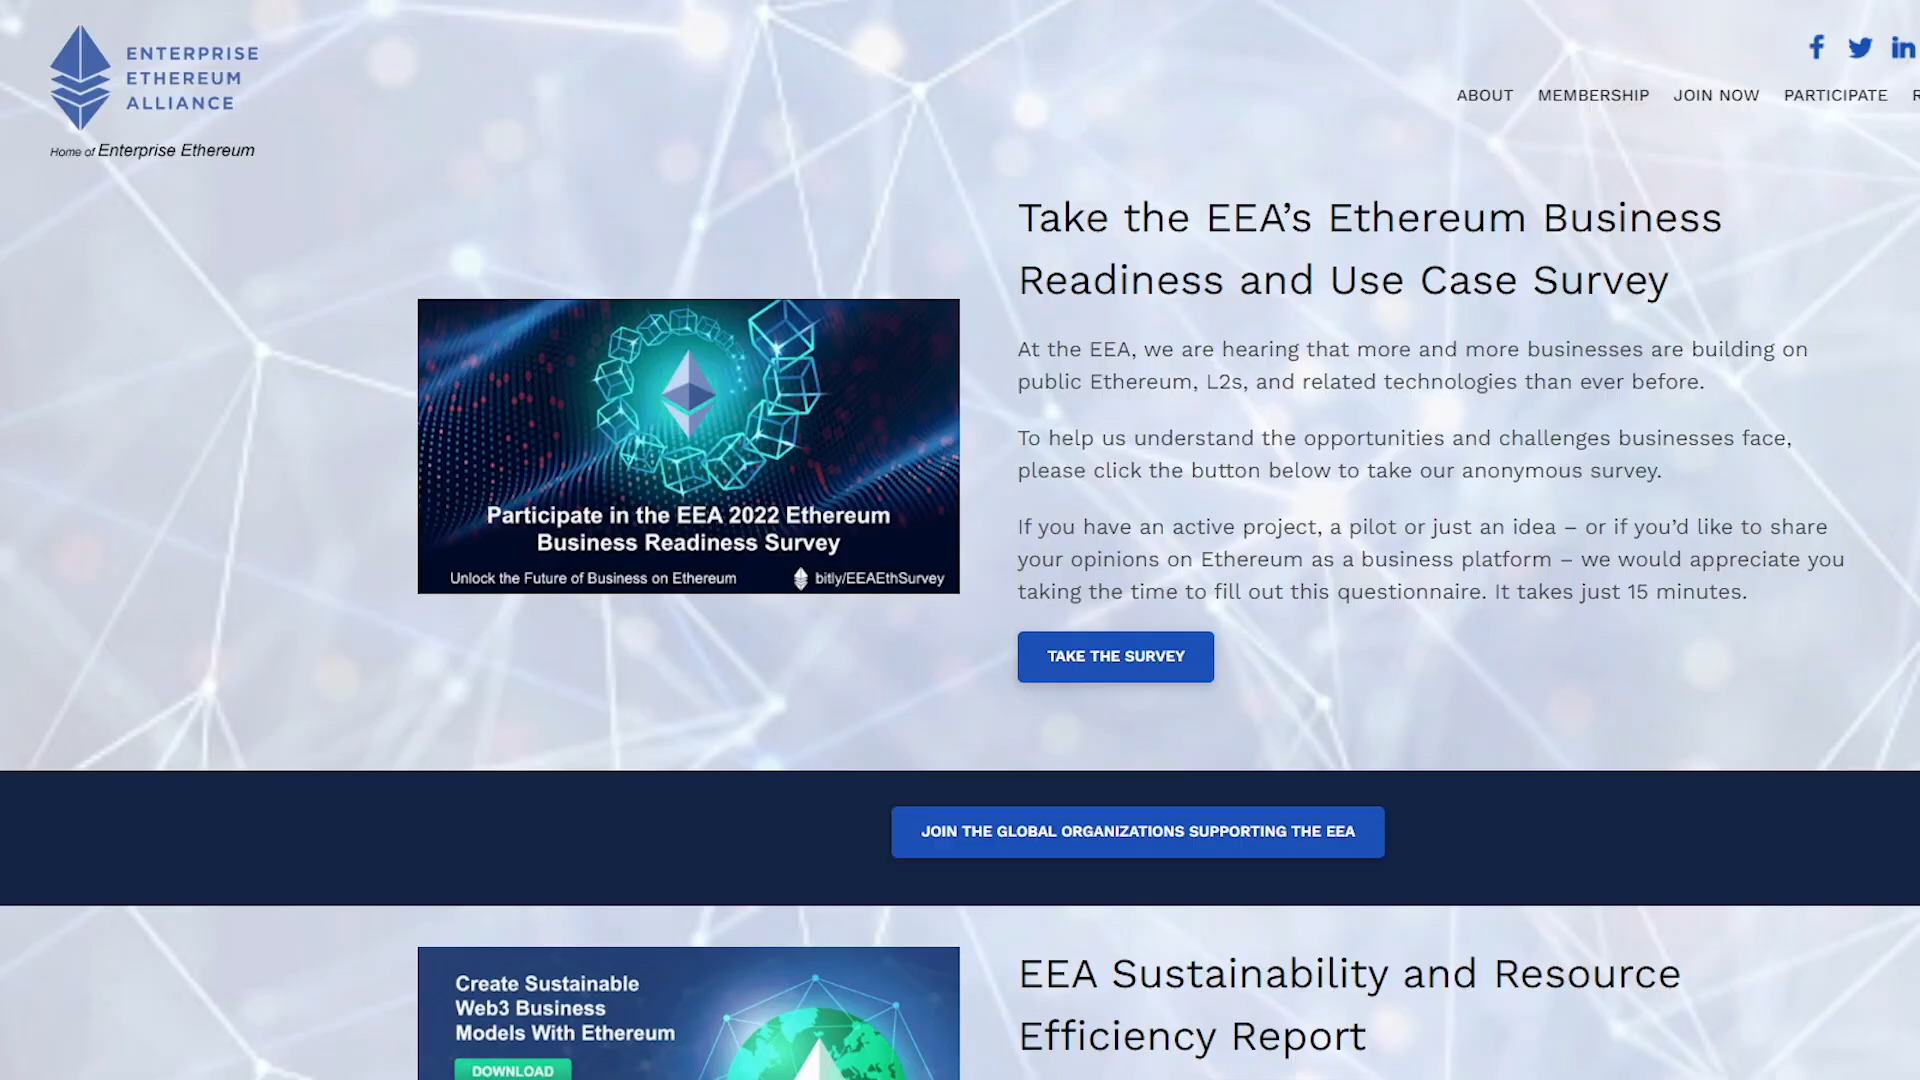 ENTERPRISE
ETHEREUM
ALLIANCE
Home of Enterprise Ethereum
ABOUT MEMBERSHIP JOIN NOW PARTICIPATE
Take the EEA’s Ethereum Business
Readiness and Use Case Survey
At the EEA, we are hearing that more and more businesses are building on
public Ethereum, L2s, and related technologies than ever before.
To help us understand the opportunities and challenges businesses face,
please click the button below to take our anonymous survey.
If you have an active project, a pilot or just an idea – or if you’d like to share
your opinions on Ethereum as a business platform – we would appreciate you
taking the time to fill out this questionnaire. It takes just 15 minutes.
TAKE THE SURVEY
Participate in the EEA 2022 Ethereum
Business Readiness Survey
Unlock the Future of Business on Ethereum bitly/EEAEthSurvey
JOIN THE GLOBAL ORGANIZATIONS SUPPORTING THE EEA
Create Sustainable
Web3 Business
Models With Ethereum
DOWNLOAD
EEA Sustainability and Resource
Efficiency Report